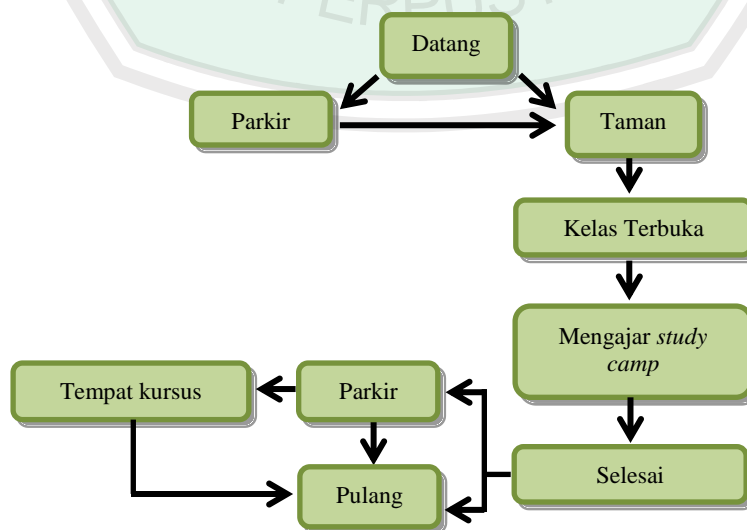 Datang
Parkir
Taman
Kelas Terbuka
Mengajar study
camp
Tempat kursus
Parkir
Selesai
Pulang